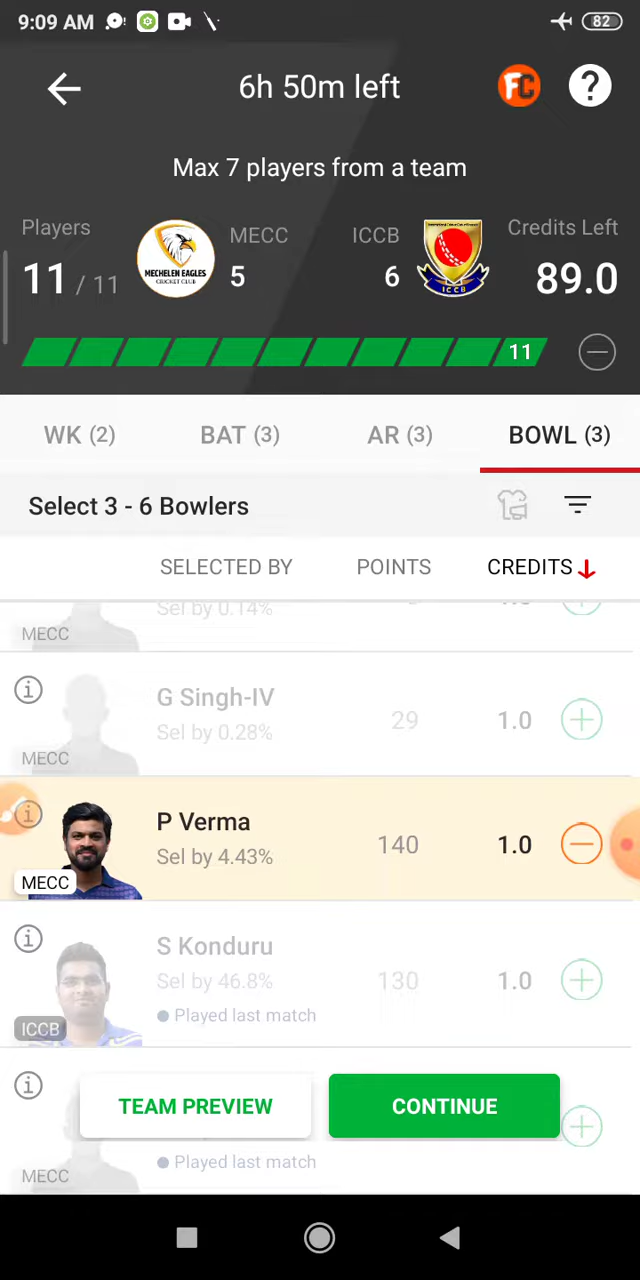 9:09 AM
82
6h 50m left
FC
?
Max 7 players from a team
Players
MECC
ICCB
Credits Left
11 / 11
5
6
89.0
MECHELEN EAGLES
CRICKET CLUB
ICCB
11
WK (2)
BAT (3)
AR (3)
BOWL (3)
Select 3 - 6 Bowlers
SELECTED BY
POINTS
CREDITS
Sel by 0.14%
MECC
G Singh-IV
Sel by 0.28%
29
1.0
MECC
P Verma
Sel by 4.43%
140
1.0
MECC
S Konduru
Sel by 46.8%
130
1.0
Played last match
ICCB
TEAM PREVIEW
CONTINUE
Played last match
MECC